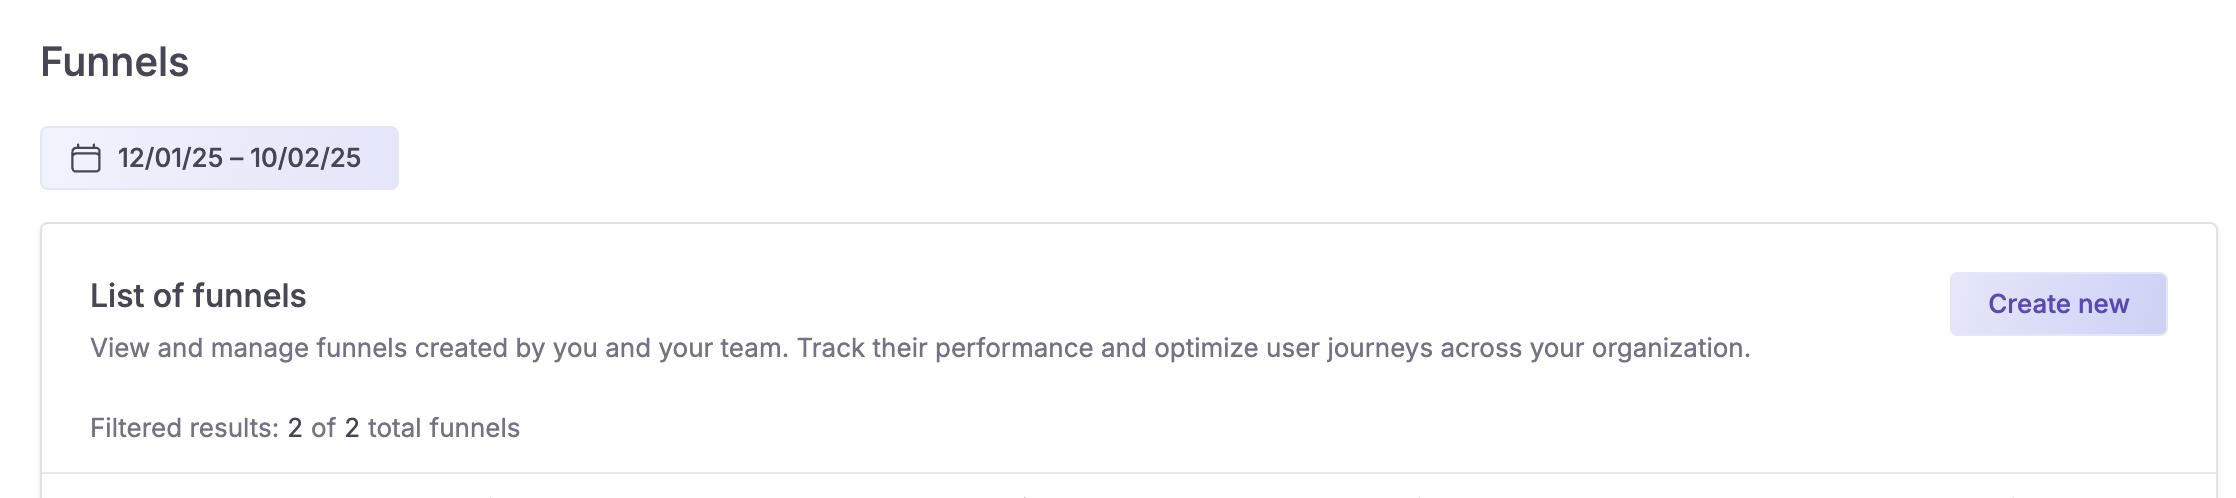 Funnels
12/01/25 – 10/02/25
List of funnels
Create new
View and manage funnels created by you and your team. Track their performance and optimize user journeys across your organization.
Filtered results: 2 of 2 total funnels